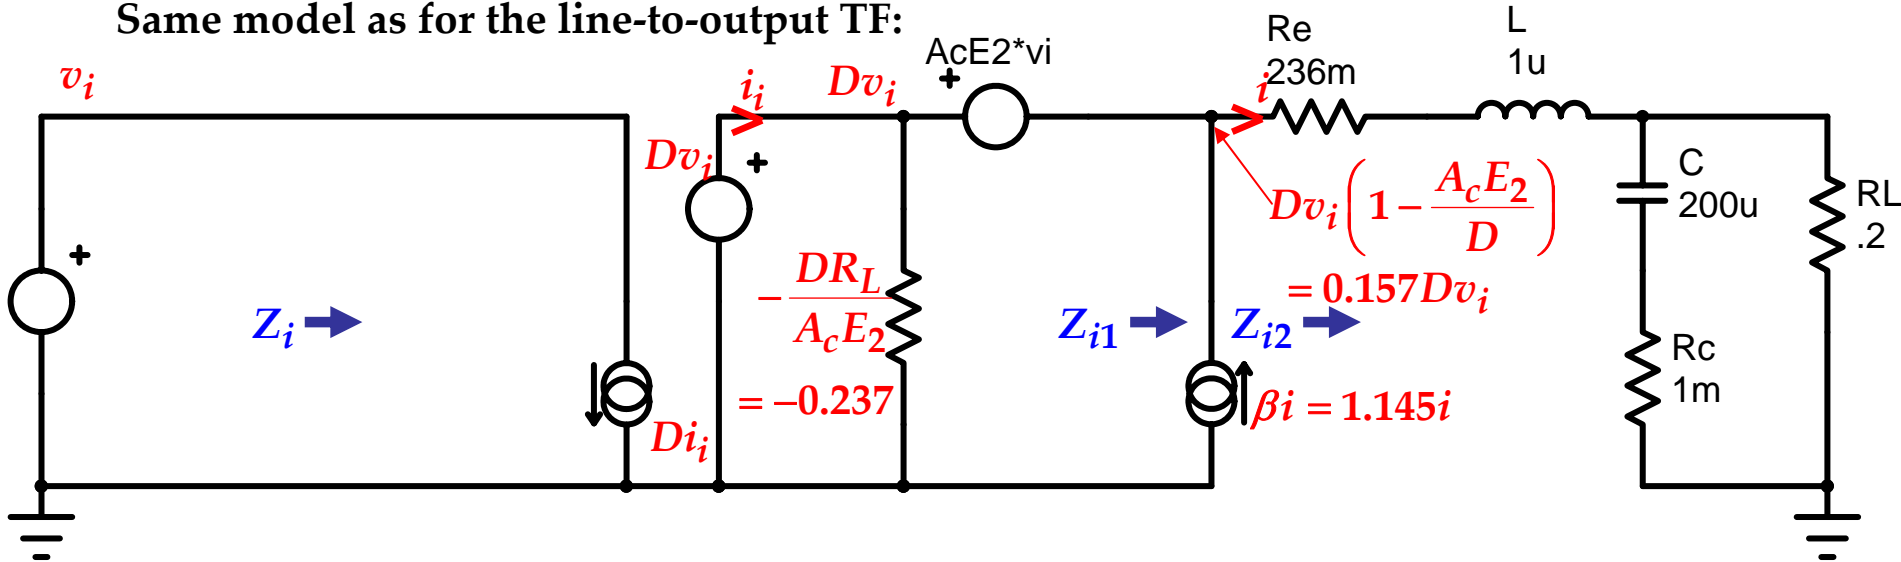 Same model as for the line-to-output TF:
v_i
i_i
Dv_i
AcE2*vi
+
Re
236m
i
L
1u
Dv_i
+
+
Dv_i(1 − A_cE_2/D)
= 0.157Dv_i
C
200u
RL
.2
Z_i
− DR_L/A_cE_2
= −0.237
Z_i1
Z_i2
Rc
1m
Di_i
βi = 1.145i